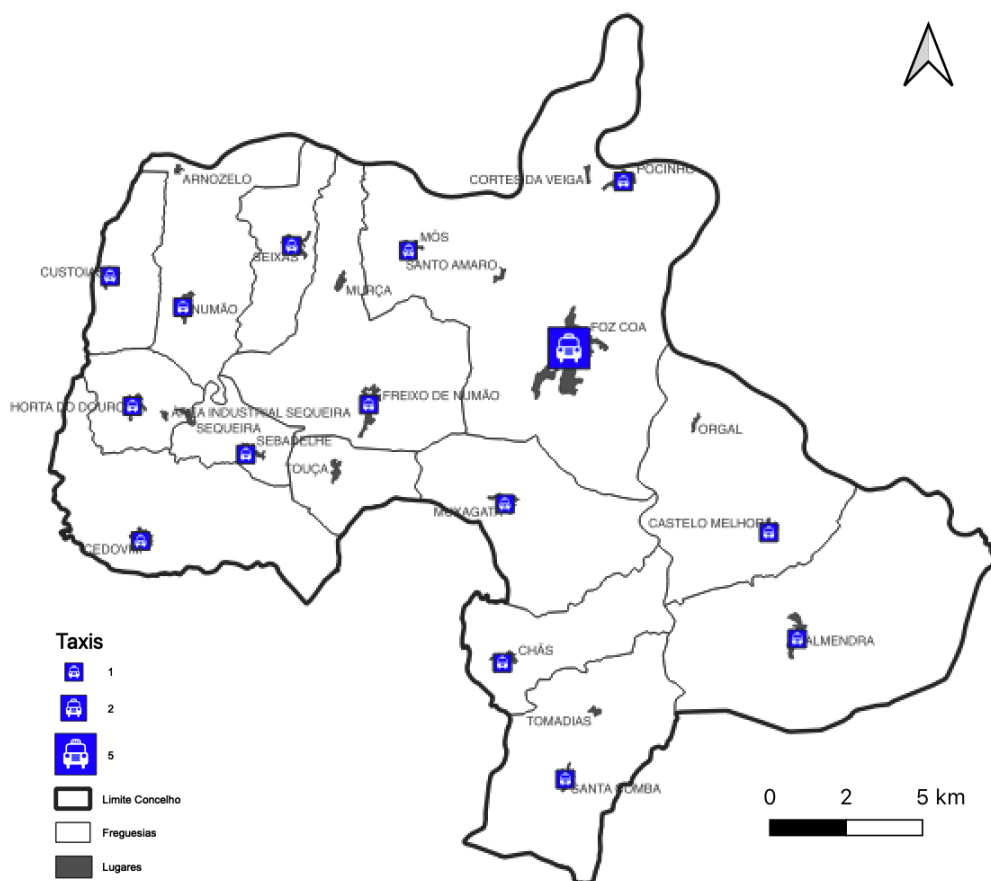 POCINHO
CORTES DA VEIGA
ARNOZELO
MÓS
SEIXAS
SANTO AMARO
CUSTOIAS
MURÇA
NUMÃO
FOZ COA
FREIXO DE NUMÃO
HORTA DO DOURO
ÁREA INDUSTRIAL SEQUEIRA
SEQUEIRA
ORGAL
SEBADELHE
TOUÇA
MUXAGATA
CASTELO MELHOR
CEDOVIM
ALMENDRA
CHÃS
TOMADIAS
SANTA COMBA
Taxis
1
2
5
Limite Concelho
Freguesias
Lugares
0 2 5 km